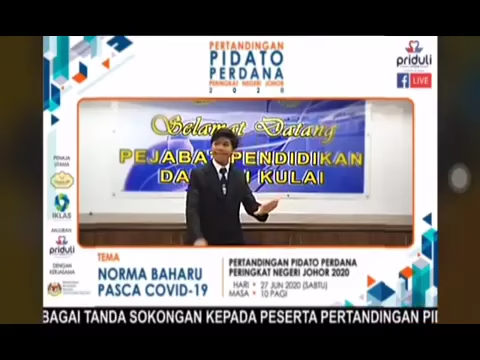 PERTANDINGAN
PIDATO
PERDANA
PERINGKAT NEGERI JOHOR
2020
priduli
f LIVE
Selamat Datang
PEJABAT PENDIDIKAN
KULAI
PENAJA
UTAMA
IKLAS
ANJURAN
priduli
DENGAN
KERJASAMA
TEMA
NORMA BAHARU
PASCA COVID-19
PERTANDINGAN PIDATO PERDANA
PERINGKAT NEGERI JOHOR 2020
HARI • 27 JUN 2020 (SABTU)
MASA • 10 PAGI
BAGAI TANDA SOKONGAN KEPADA PESERTA PERTANDINGAN PI